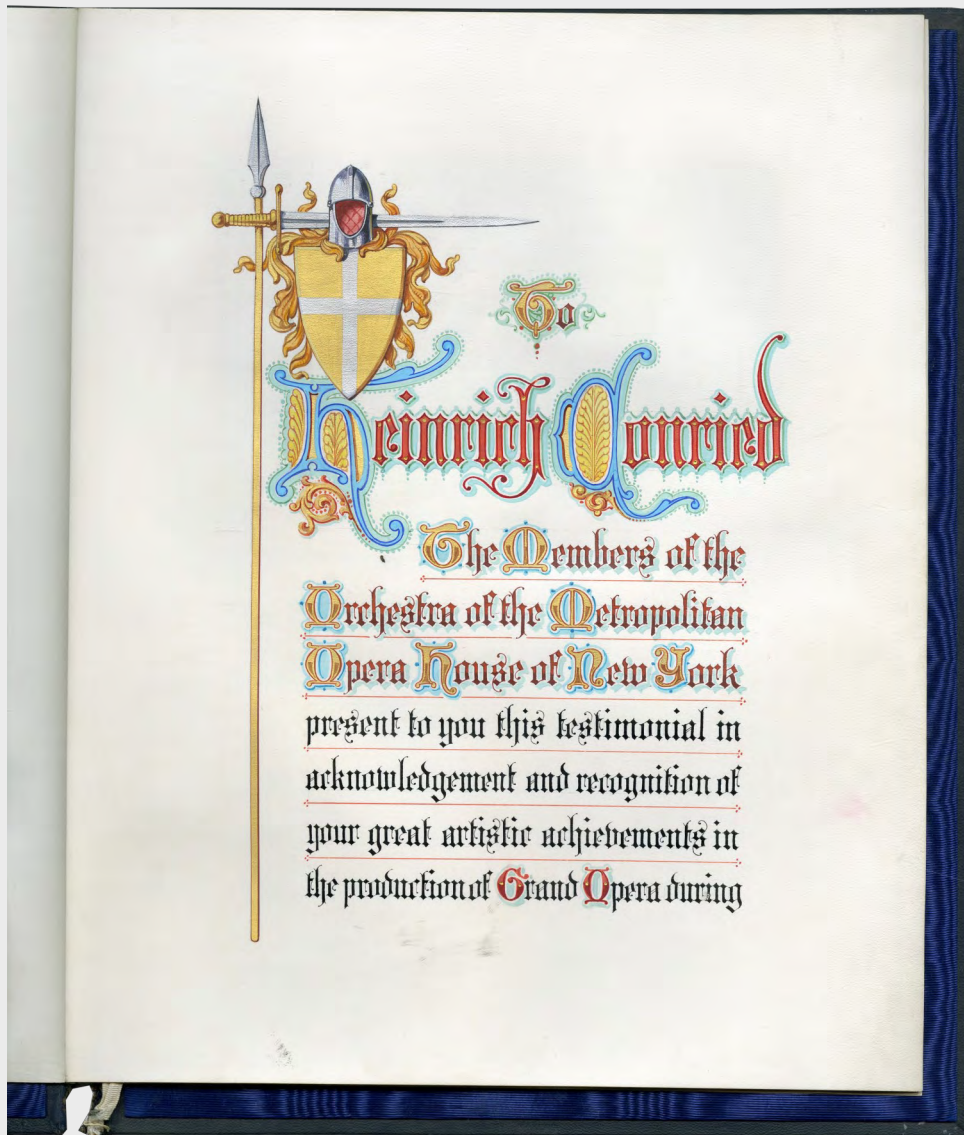 To
Heinrich Conried
The Members of the
Orchestra of the Metropolitan
Opera House of New York
present to you this testimonial in
acknowledgement and recognition of
your great artistic achievements in
the production of Grand Opera during